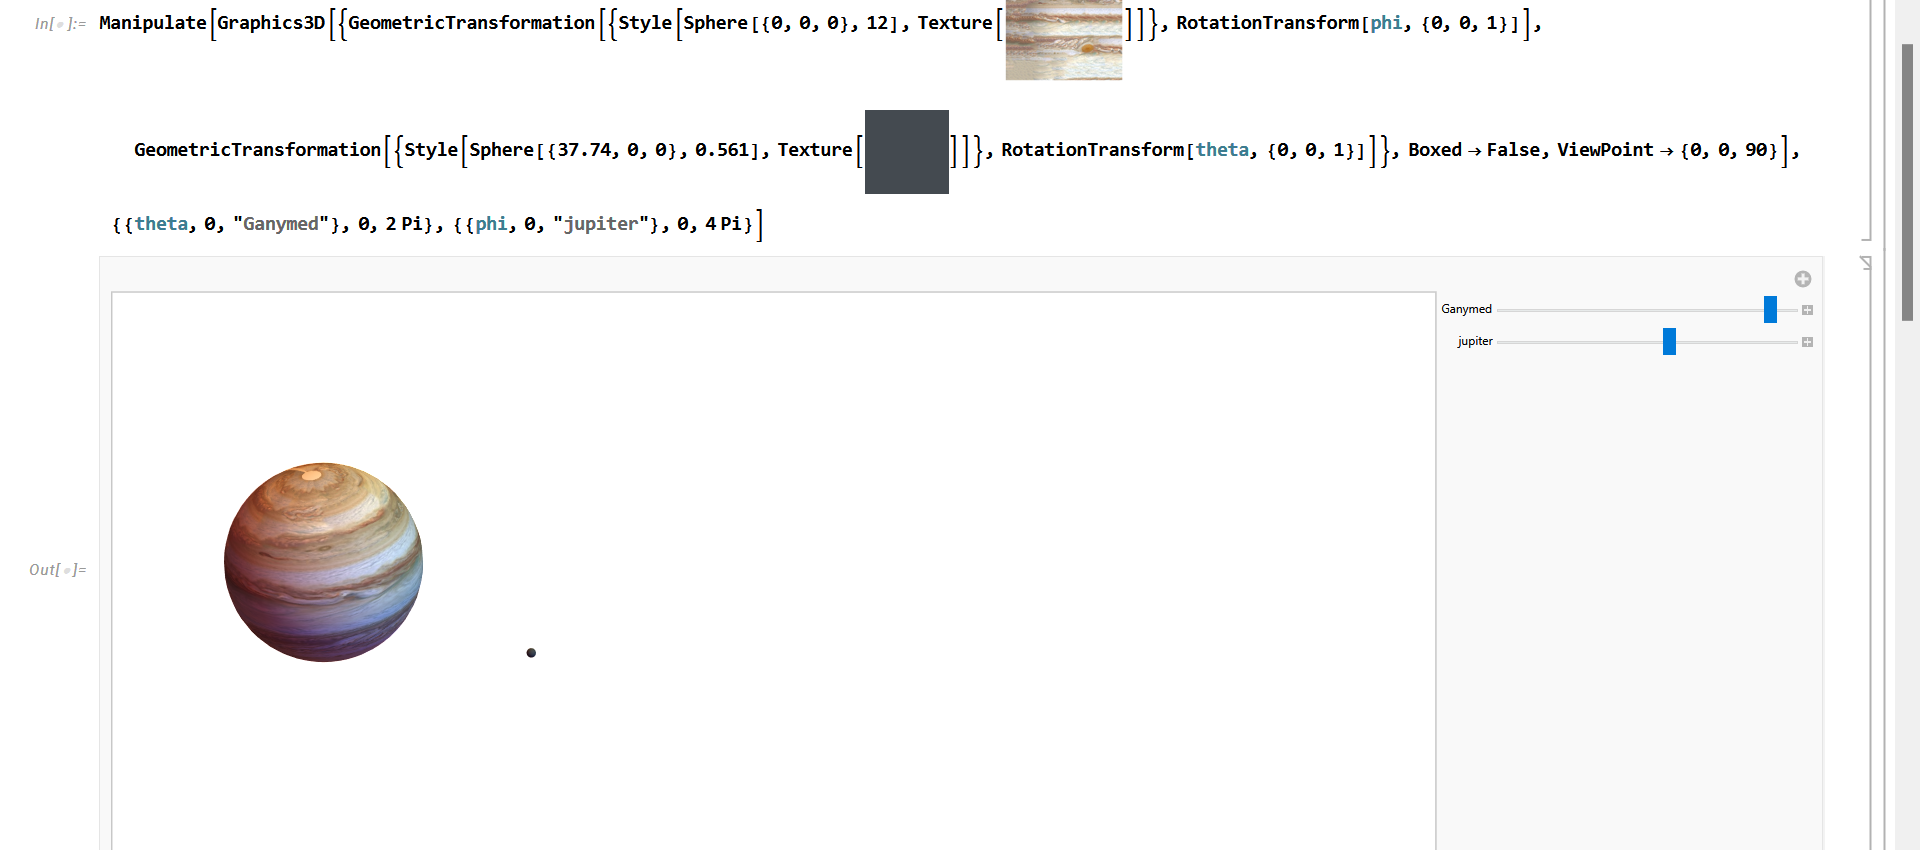 In[ ]:= Manipulate[Graphics3D[{GeometricTransformation[{Style[Sphere[{0, 0, 0}, 12], Texture[]]}, RotationTransform[phi, {0, 0, 1}]],
GeometricTransformation[{Style[Sphere[{37.74, 0, 0}, 0.561], Texture[]]}, RotationTransform[theta, {0, 0, 1}]]}, Boxed → False, ViewPoint → {0, 0, 90}],
{{theta, 0, "Ganymed"}, 0, 2 Pi}, {{phi, 0, "jupiter"}, 0, 4 Pi}]
Ganymed
jupiter
Out[ ]=